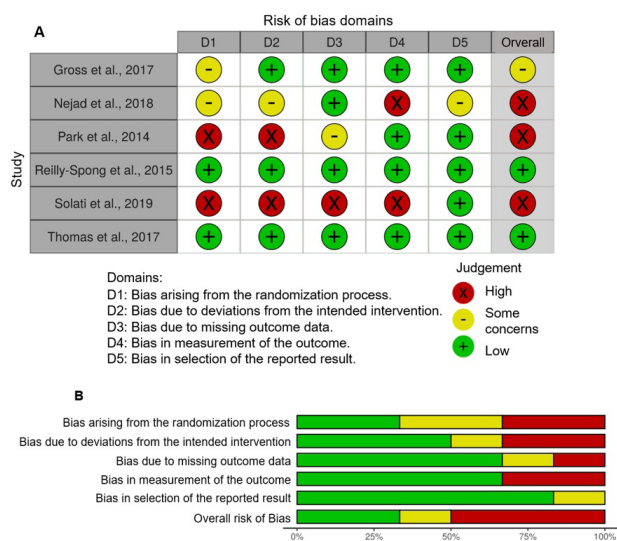 A
Risk of bias domains
D1 D2 D3 D4 D5 Orverall
Study
Gross et al., 2017 - + + + + -
Nejad et al., 2018 - - + X - X
Park et al., 2014 X X - + + X
Reilly-Spong et al., 2015 + + + + + +
Solati et al., 2019 X X X X + X
Thomas et al., 2017 + + + + + +
Domains:
D1: Bias arising from the randomization process.
D2: Bias due to deviations from the intended intervention.
D3: Bias due to missing outcome data.
D4: Bias in measurement of the outcome.
D5: Bias in selection of the reported result.
Judgement
X High
- Some
concerns
+ Low
B
Bias arising from the randomization process
Bias due to deviations from the intended intervention
Bias due to missing outcome data
Bias in measurement of the outcome
Bias in selection of the reported result
Overall risk of Bias
0% 25% 50% 75% 100%